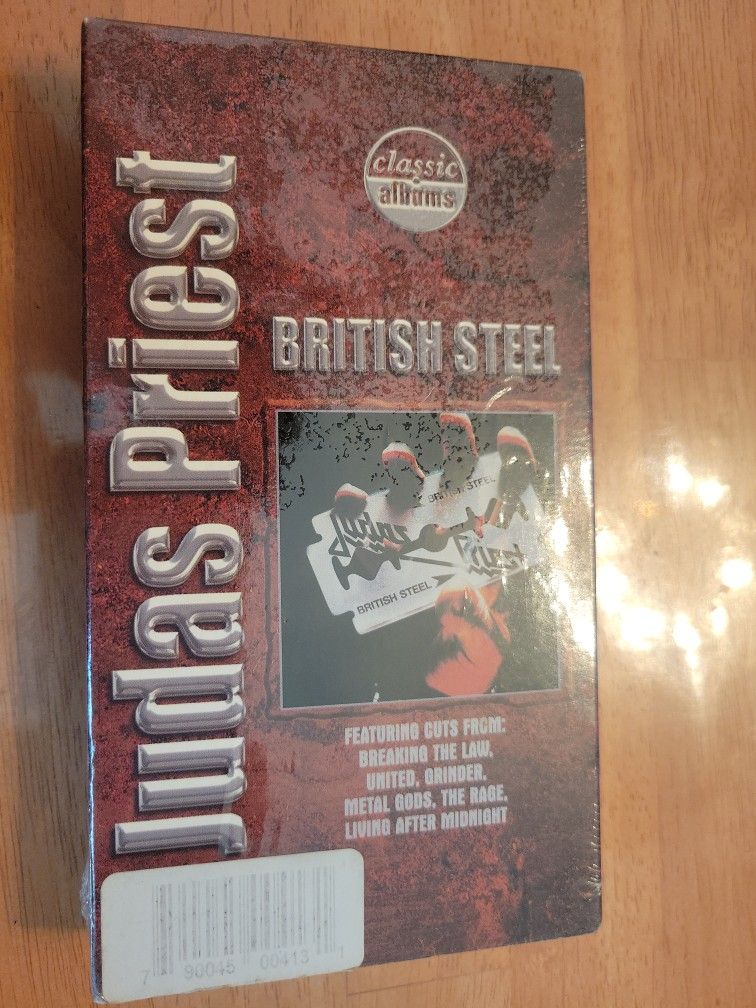 Judas Priest
classic
albums
BRITISH STEEL
BRITISH STEEL
Judas
Priest
BRITISH STEEL
FEATURING CUTS FROM:
BREAKING THE LAW,
UNITED, GRINDER,
METAL GODS, THE RAGE,
LIVING AFTER MIDNIGHT
7 90045 00413 1